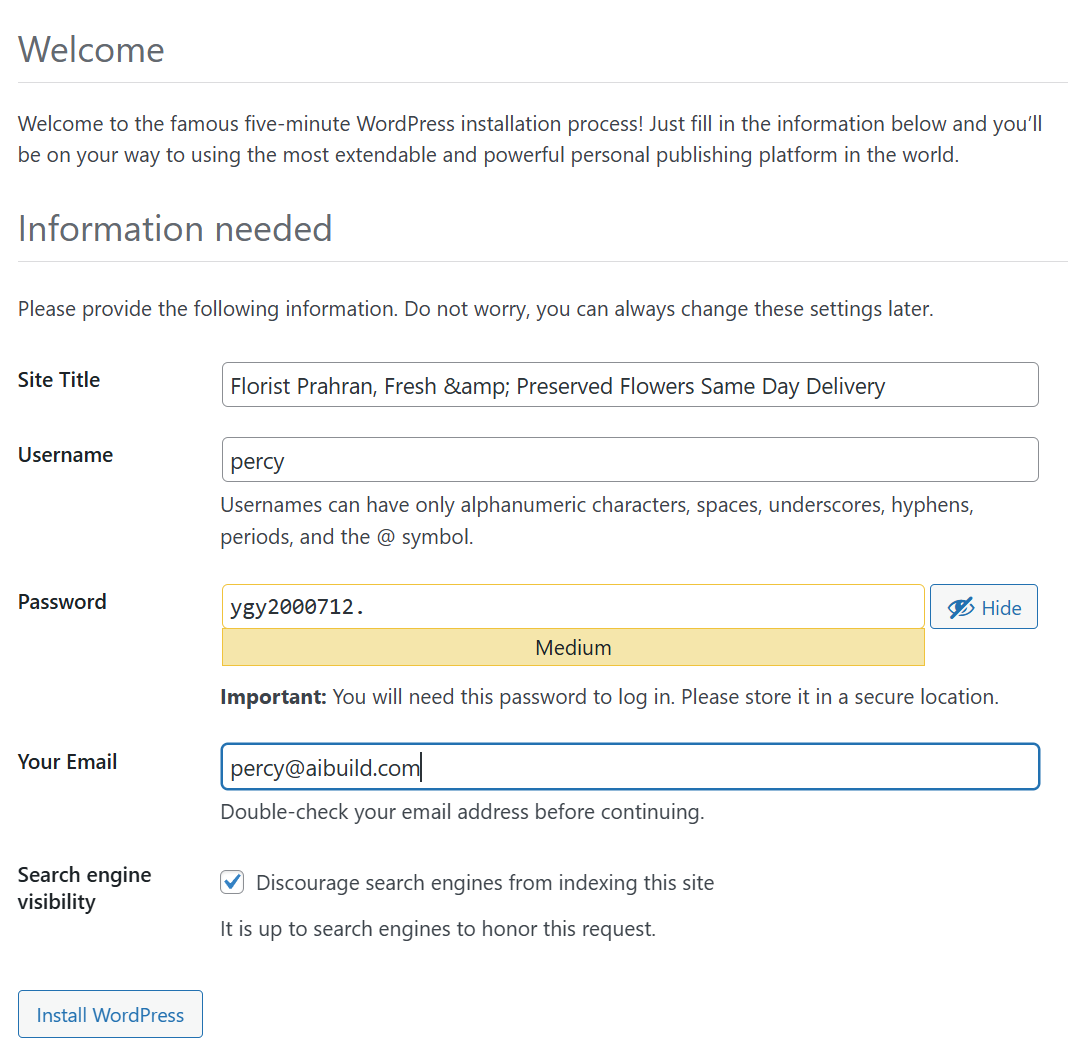 Welcome
Welcome to the famous five-minute WordPress installation process! Just fill in the information below and you’ll
be on your way to using the most extendable and powerful personal publishing platform in the world.
Information needed
Please provide the following information. Do not worry, you can always change these settings later.
Site Title
Florist Prahran, Fresh &amp; Preserved Flowers Same Day Delivery
Username
percy
Usernames can have only alphanumeric characters, spaces, underscores, hyphens,
periods, and the @ symbol.
Password
ygy2000712.
Hide
Medium
Important: You will need this password to log in. Please store it in a secure location.
Your Email
percy@aibuild.com
Double-check your email address before continuing.
Search engine
visibility
Discourage search engines from indexing this site
It is up to search engines to honor this request.
Install WordPress